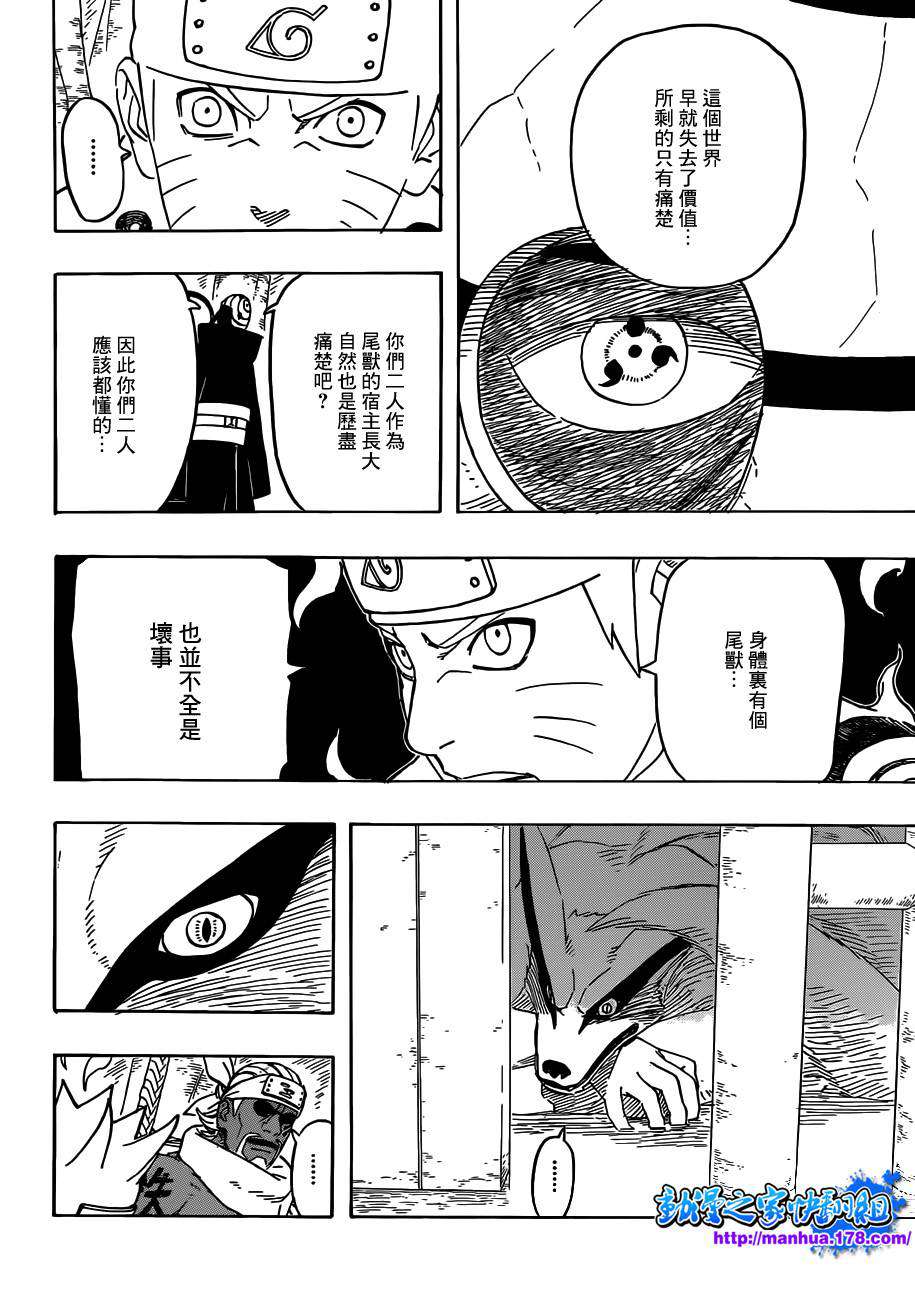 這個世界
早就失去了價值…
所剩的只有痛楚
……
你們二人作為
尾獸的宿主長大
自然也是歷盡
痛楚吧？
因此你們二人
應該都懂的…
身體裏有個
尾獸…
也並不全是
壞事
……
……
動漫之家快翻組
http://manhua.178.com/